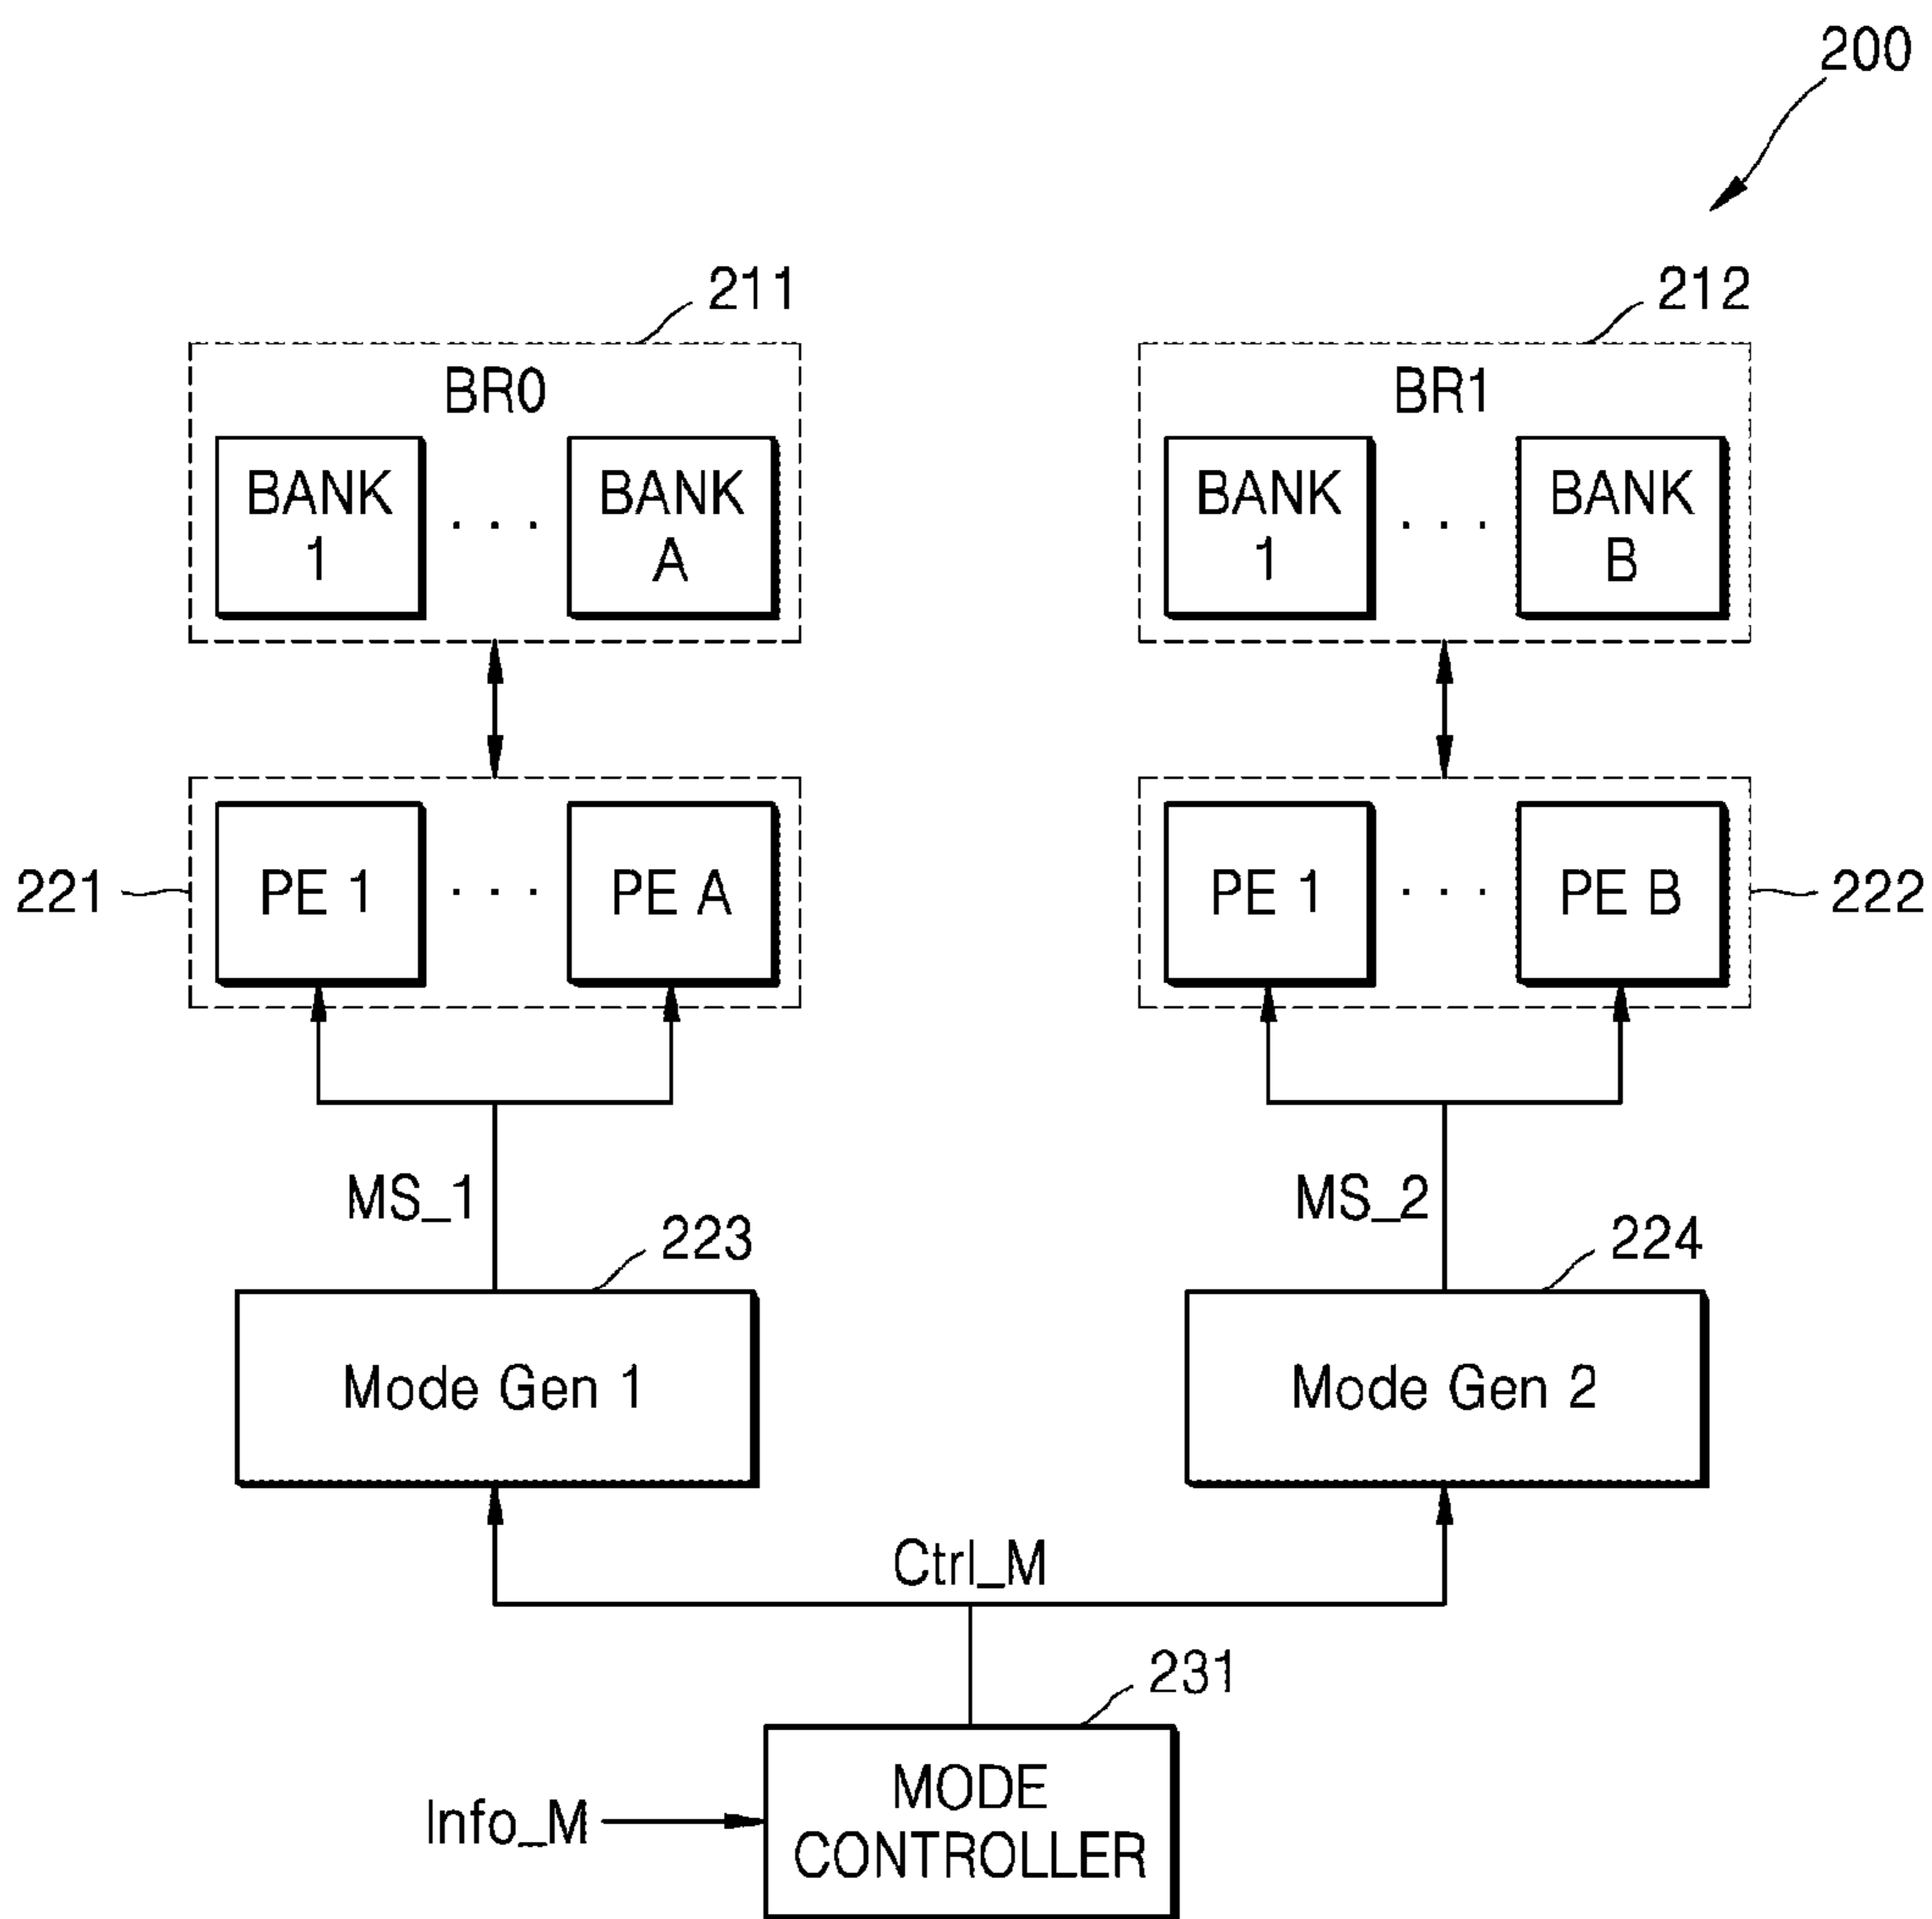 200
211
212
BR0
BR1
BANK 1
. . .
BANK A
BANK 1
. . .
BANK B
221
PE 1
. . .
PE A
PE 1
. . .
PE B
222
MS_1
MS_2
223
224
Mode Gen 1
Mode Gen 2
Ctrl_M
231
Info_M
MODE
CONTROLLER